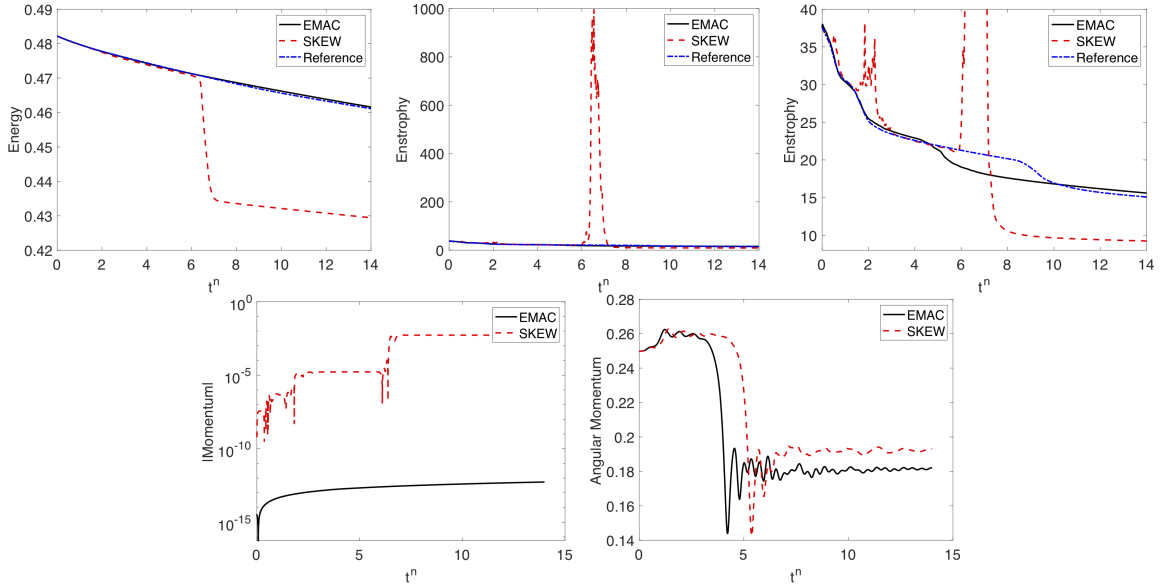 0.49
0.48
0.47
0.46
0.45
0.44
0.43
0.42
Energy
0 2 4 6 8 10 12 14
t^n
EMAC
SKEW
Reference
1000
800
600
400
200
0
Enstrophy
0 2 4 6 8 10 12 14
t^n
EMAC
SKEW
Reference
40
35
30
25
20
15
10
Enstrophy
0 2 4 6 8 10 12 14
t^n
EMAC
SKEW
Reference
10^0
10^-5
10^-10
10^-15
|Momentum|
0 5 10 15
t^n
EMAC
SKEW
0.28
0.26
0.24
0.22
0.2
0.18
0.16
0.14
Angular Momentum
0 5 10 15
t^n
EMAC
SKEW